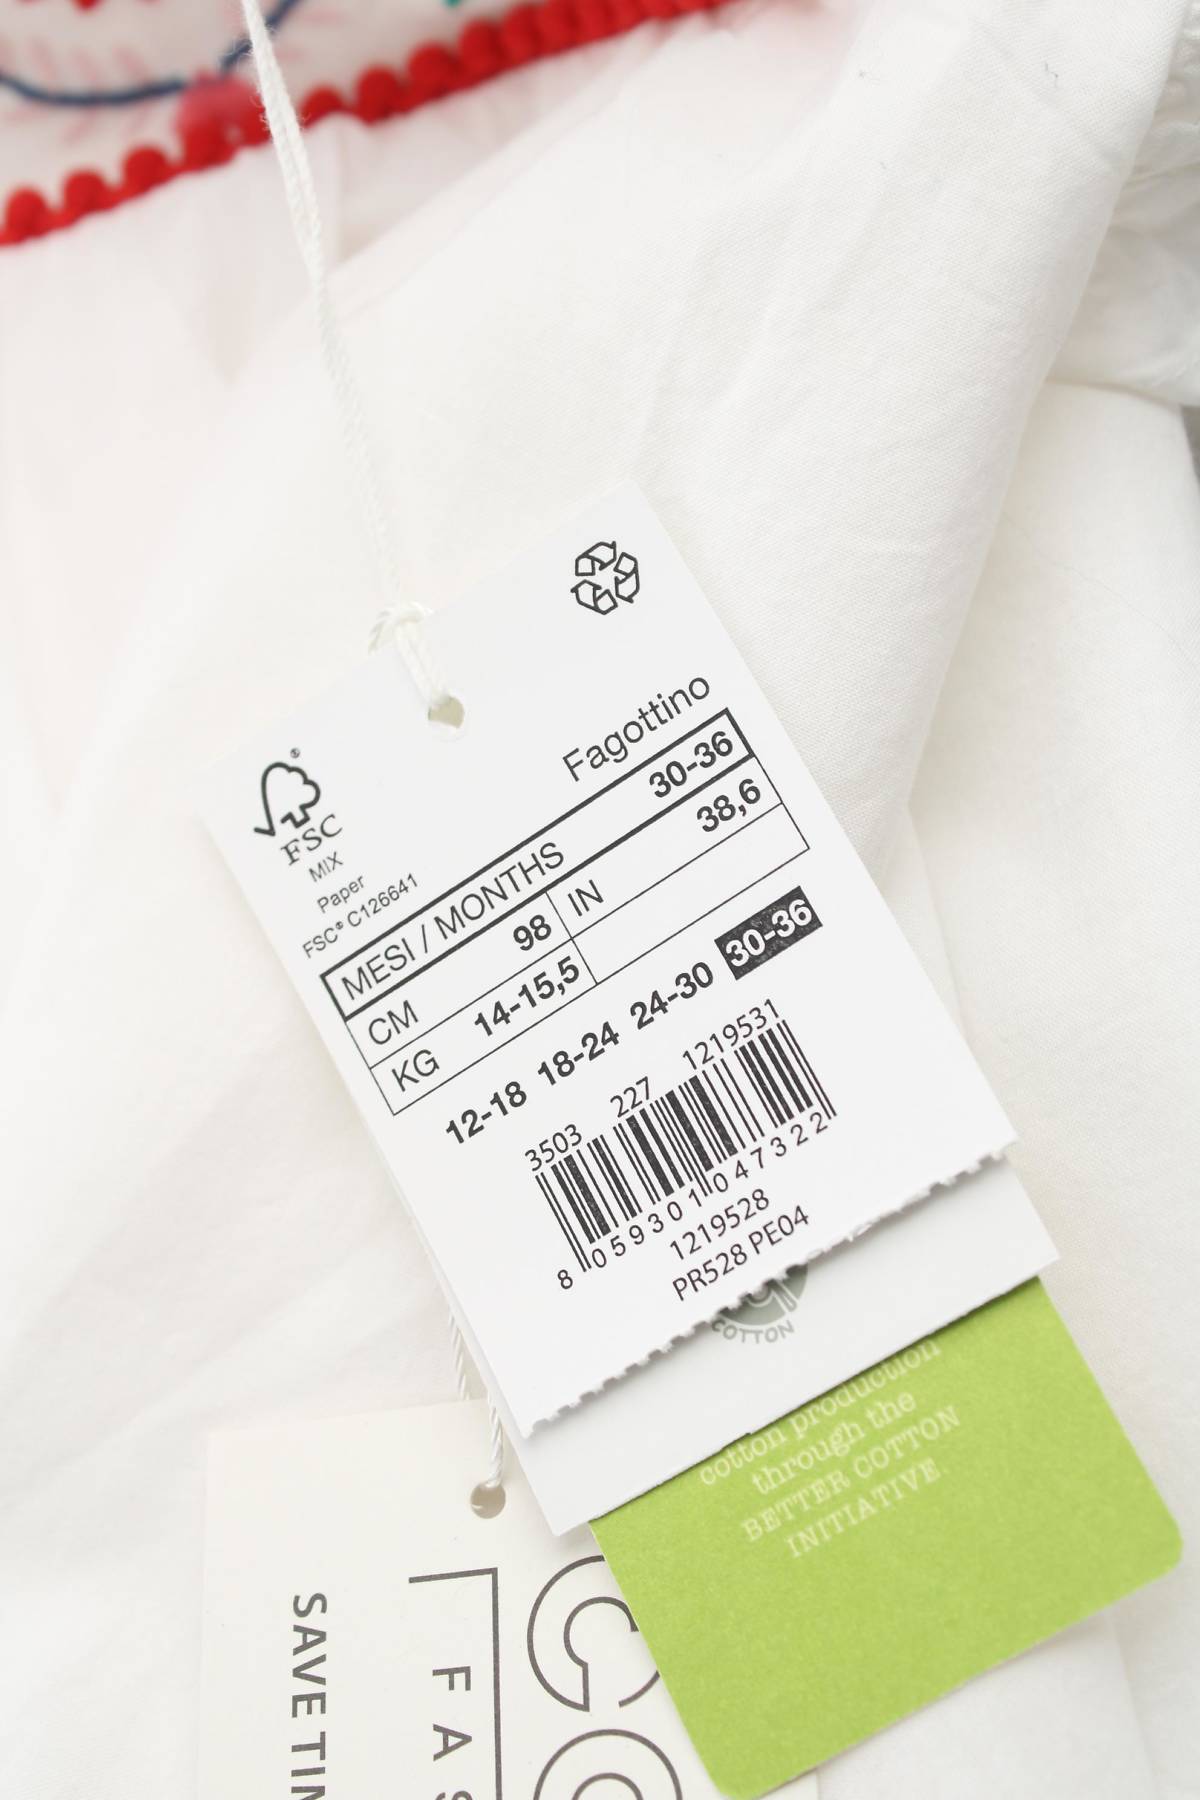 ®
FSC
MIX
Paper
FSC® C126641
Fagottino
MESI / MONTHS 30-36
CM 98 IN 38,6
KG 14-15,5
12-18 18-24 24-30 30-36
3503 227 1219531
8 059301 047322
1219528
PR528 PE04
COTTON
cotton production
through the
BETTER COTTON
INITIATIVE.
SAVE